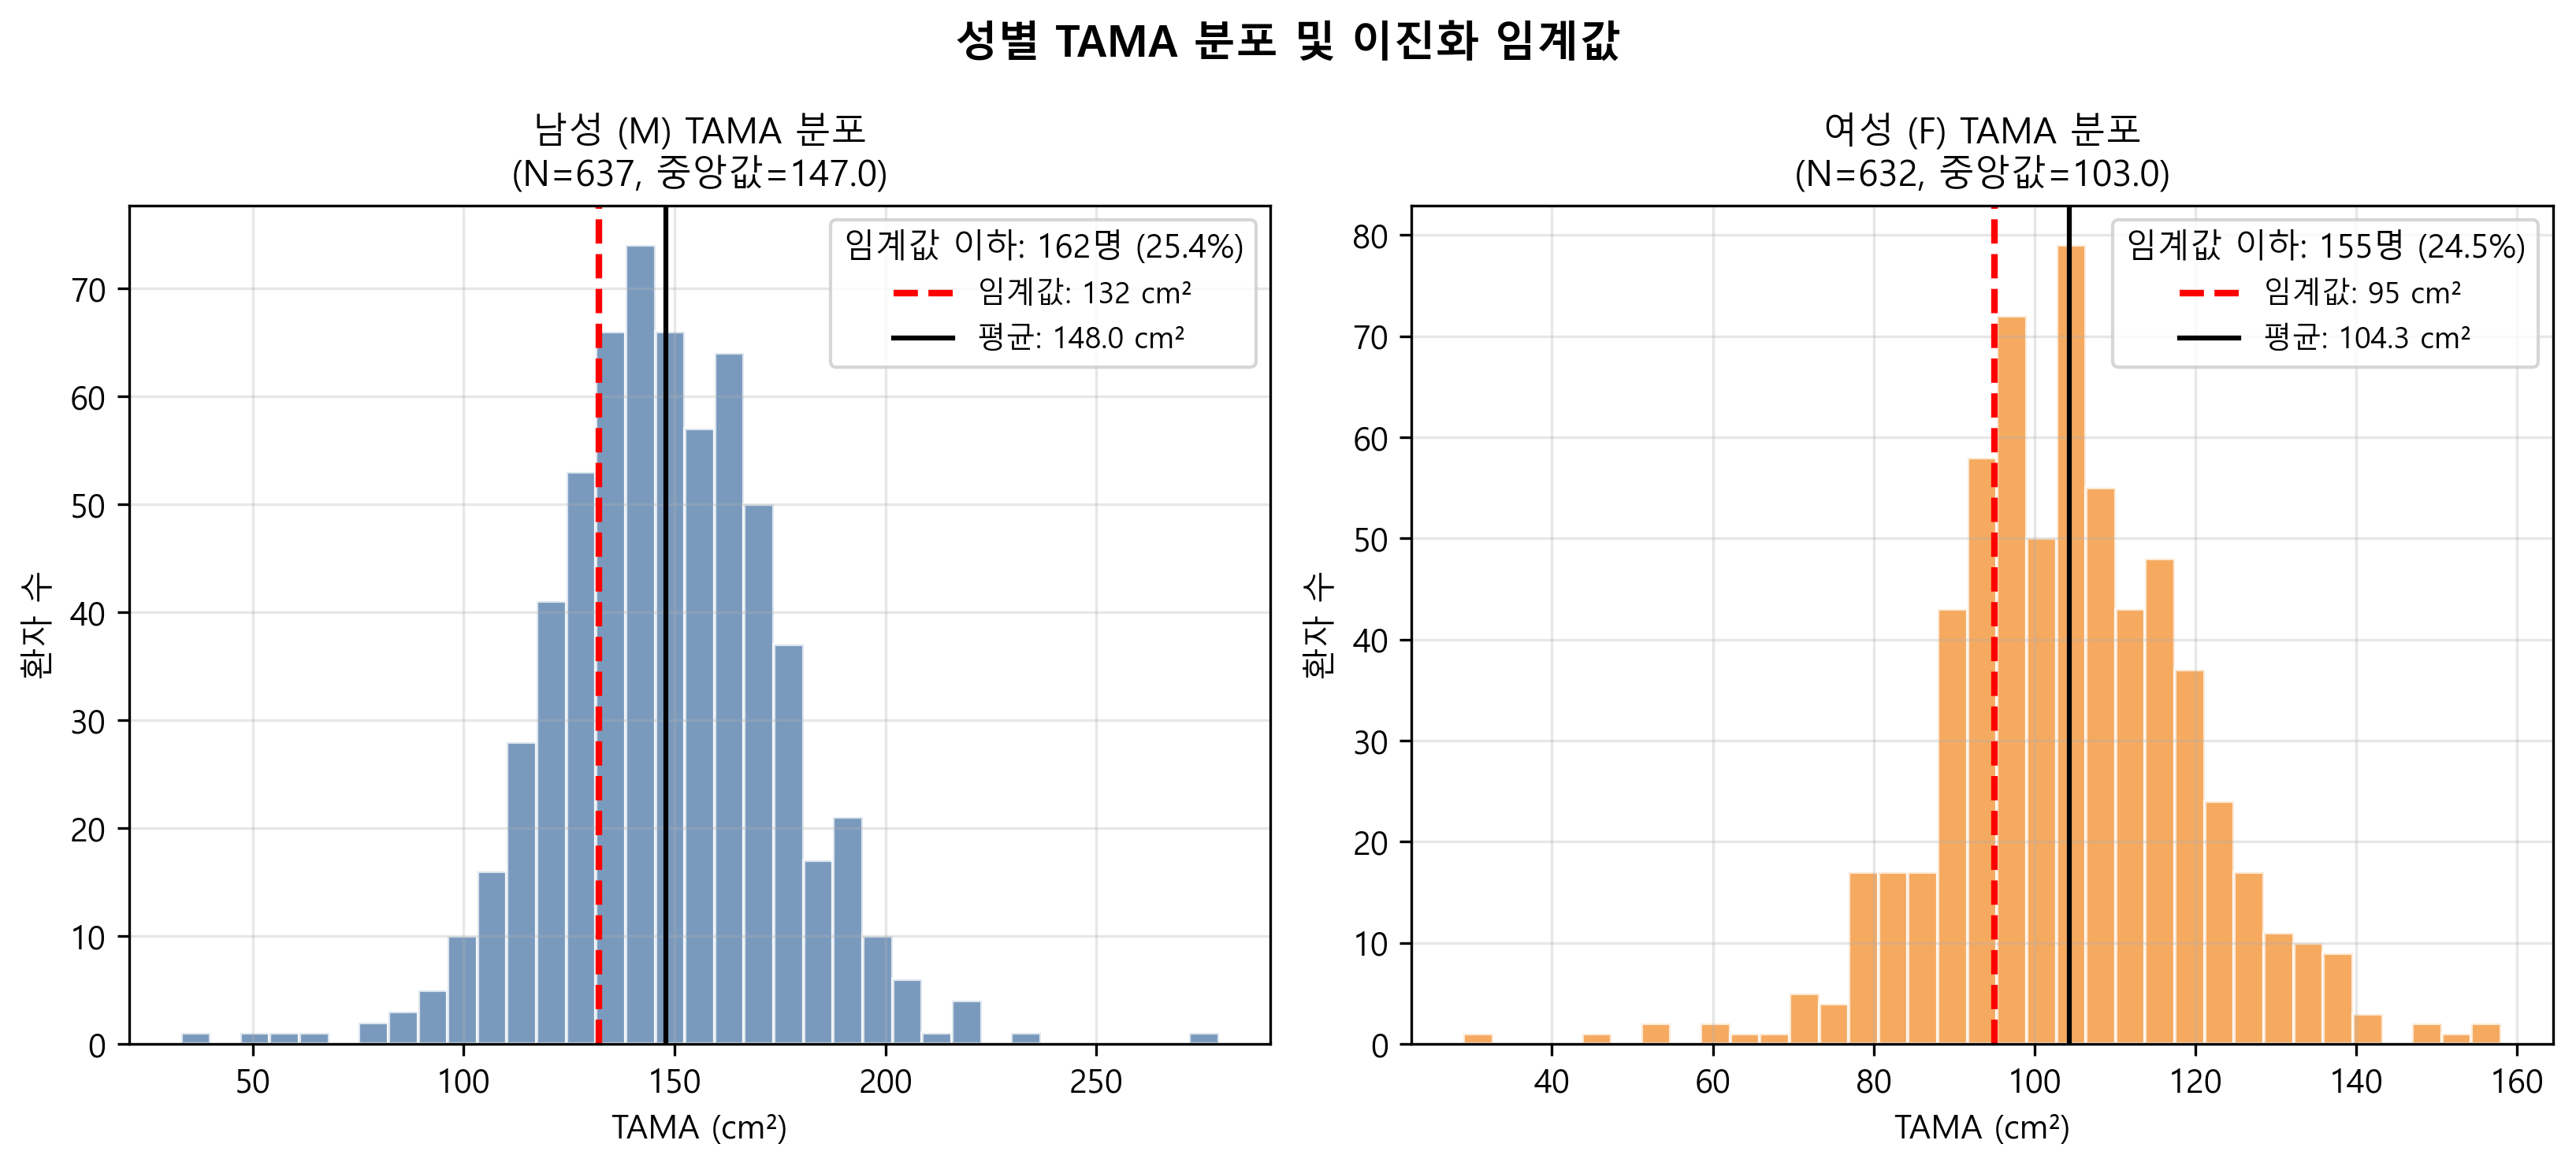 성별 TAMA 분포 및 이진화 임계값
남성 (M) TAMA 분포
(N=637, 중앙값=147.0)
임계값 이하: 162명 (25.4%)
임계값: 132 cm²
평균: 148.0 cm²
환자 수
70
60
50
40
30
20
10
0
50 100 150 200 250
TAMA (cm²)
여성 (F) TAMA 분포
(N=632, 중앙값=103.0)
임계값 이하: 155명 (24.5%)
임계값: 95 cm²
평균: 104.3 cm²
환자 수
80
70
60
50
40
30
20
10
0
40 60 80 100 120 140 160
TAMA (cm²)